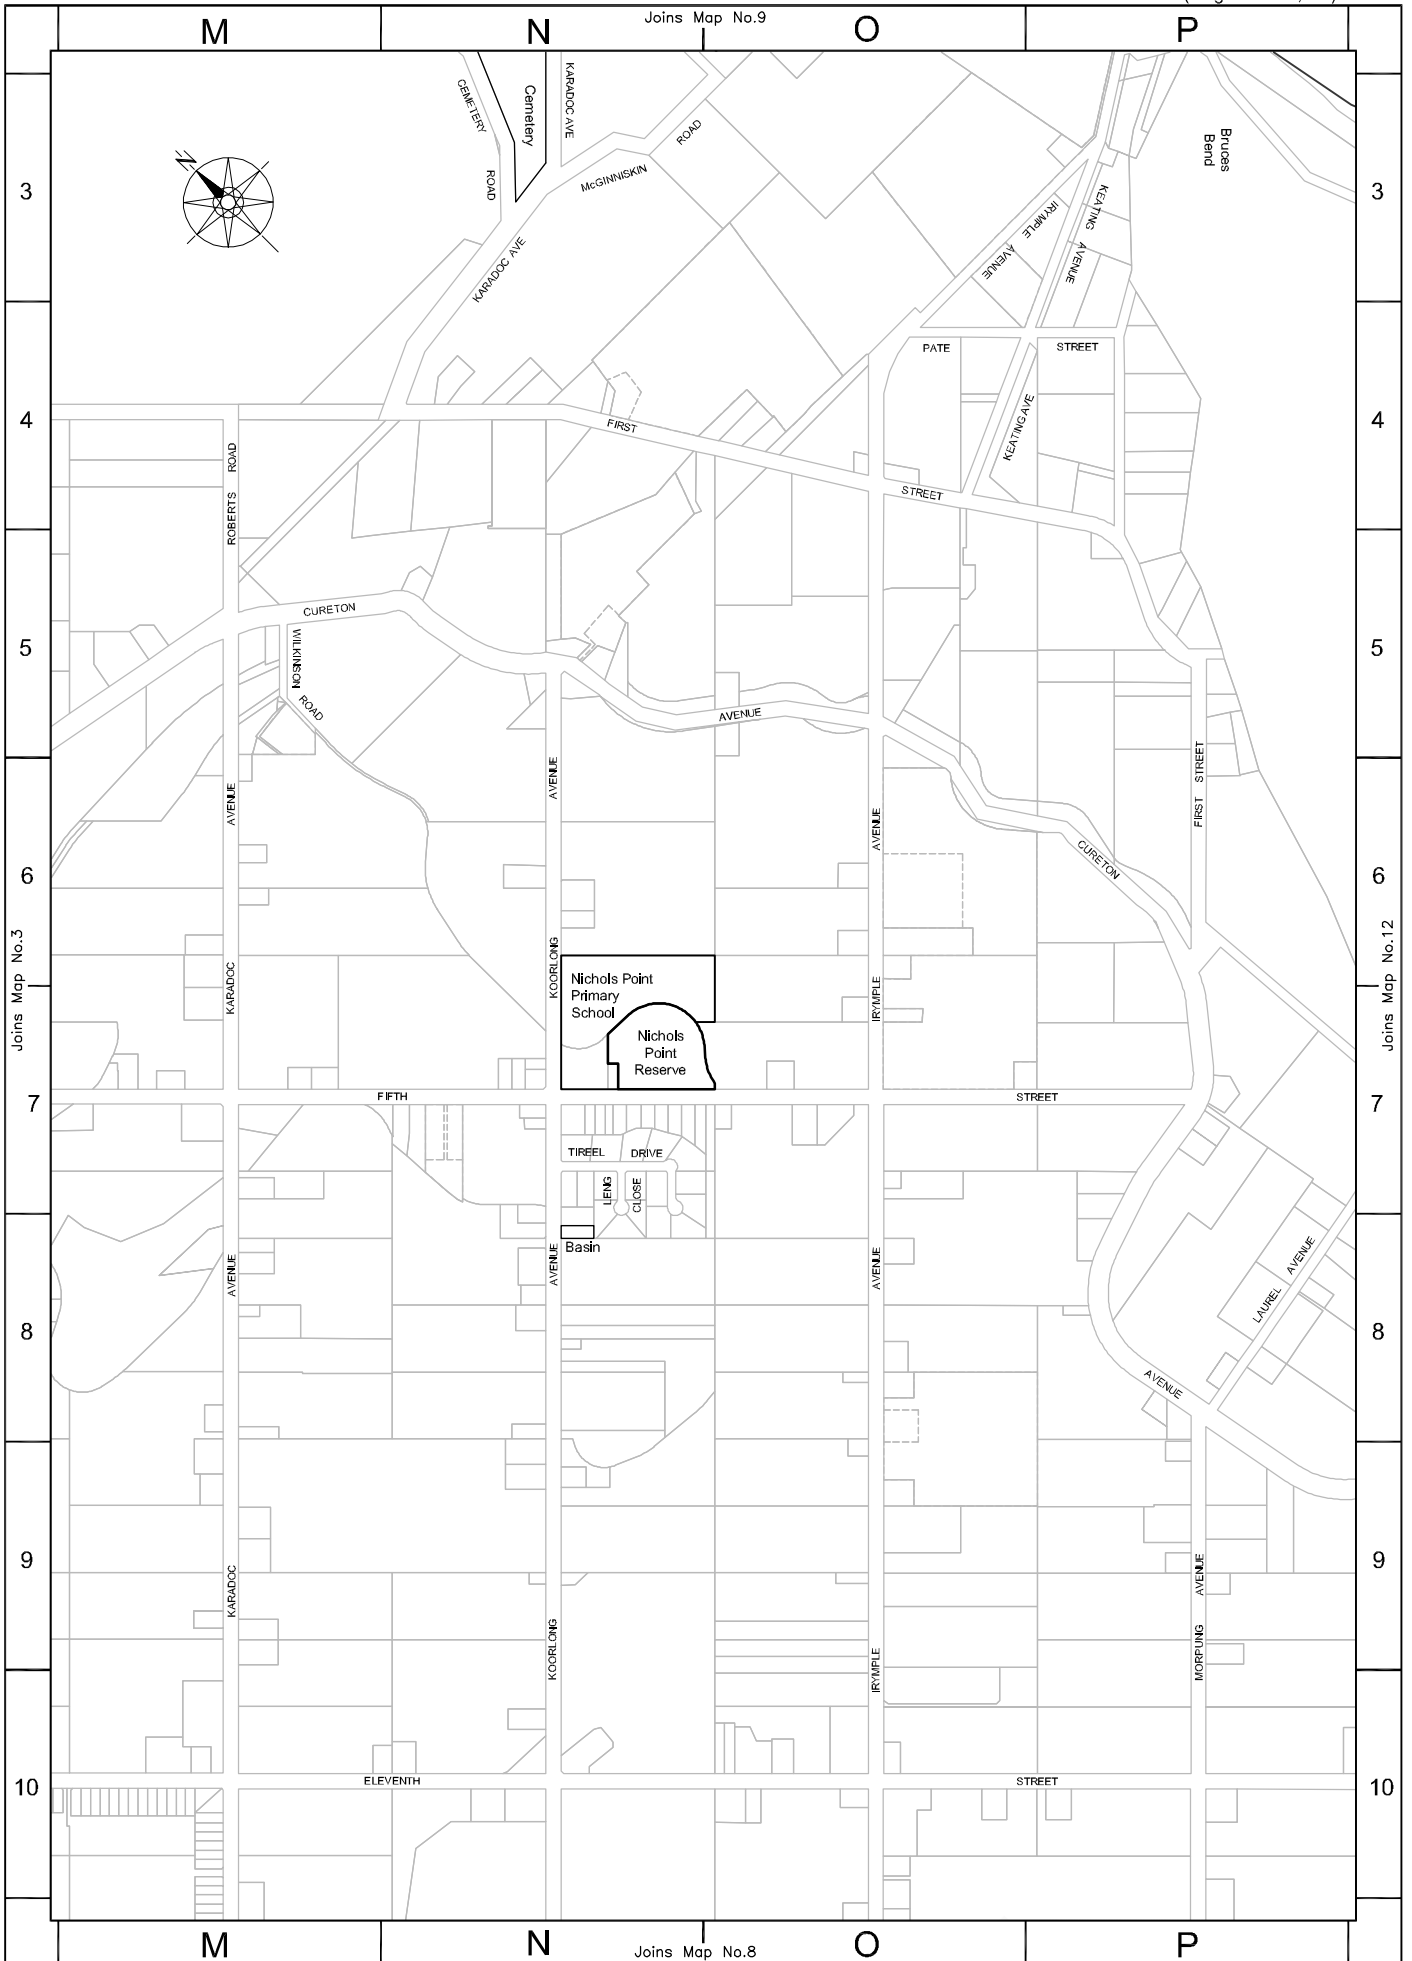 Joins Map No.9
M
N
O
P
CEMETERY
ROAD
Cemetery
KARADOC AVE
McGINNISKIN
ROAD
KARADOC AVE
Bruces
Bend
N
3
3
IRYMPLE
AVENUE
KEATING
AVENUE
PATE
STREET
KEATING AVE
4
4
ROBERTS
ROAD
FIRST
STREET
CURETON
AVENUE
WILKINSON
ROAD
5
5
AVENUE
AVENUE
AVENUE
FIRST
STREET
CURETON
6
6
Joins Map No.3
Joins Map No.12
KARADOC
KOORLONG
IRYMPLE
Nichols Point
Primary
School
Nichols
Point
Reserve
7
7
FIFTH
STREET
TIREEL
DRIVE
LENG
CLOSE
Basin
AVENUE
AVENUE
AVENUE
LAUREL
AVENUE
8
8
AVENUE
9
9
KARADOC
KOORLONG
IRYMPLE
MORPUNG
AVENUE
10
10
ELEVENTH
STREET
M
N
O
P
Joins Map No.8